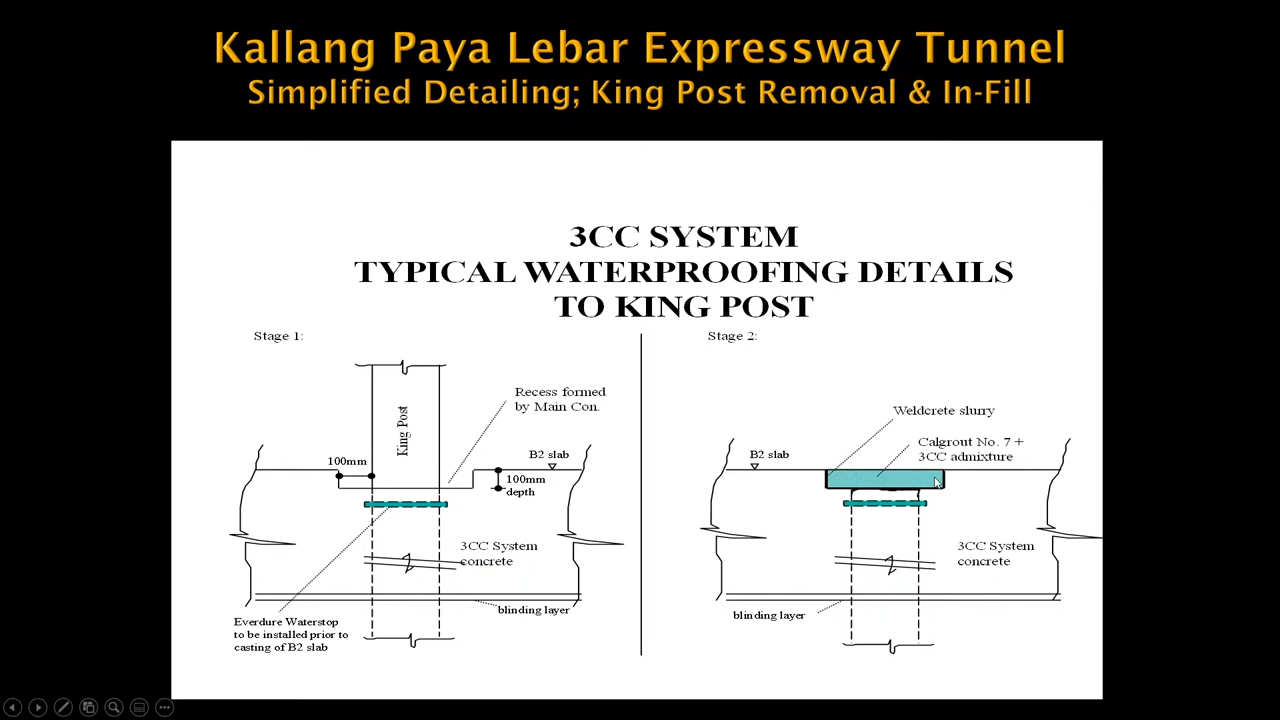 Kallang Paya Lebar Expressway Tunnel
Simplified Detailing; King Post Removal & In-Fill
3CC SYSTEM
TYPICAL WATERPROOFING DETAILS
TO KING POST
Stage 1:
King Post
Recess formed
by Main Con.
100mm
B2 slab
100mm
depth
3CC System
concrete
blinding layer
Everdure Waterstop
to be installed prior to
casting of B2 slab
Stage 2:
Weldcrete slurry
Calgrout No. 7 +
3CC admixture
B2 slab
3CC System
concrete
blinding layer